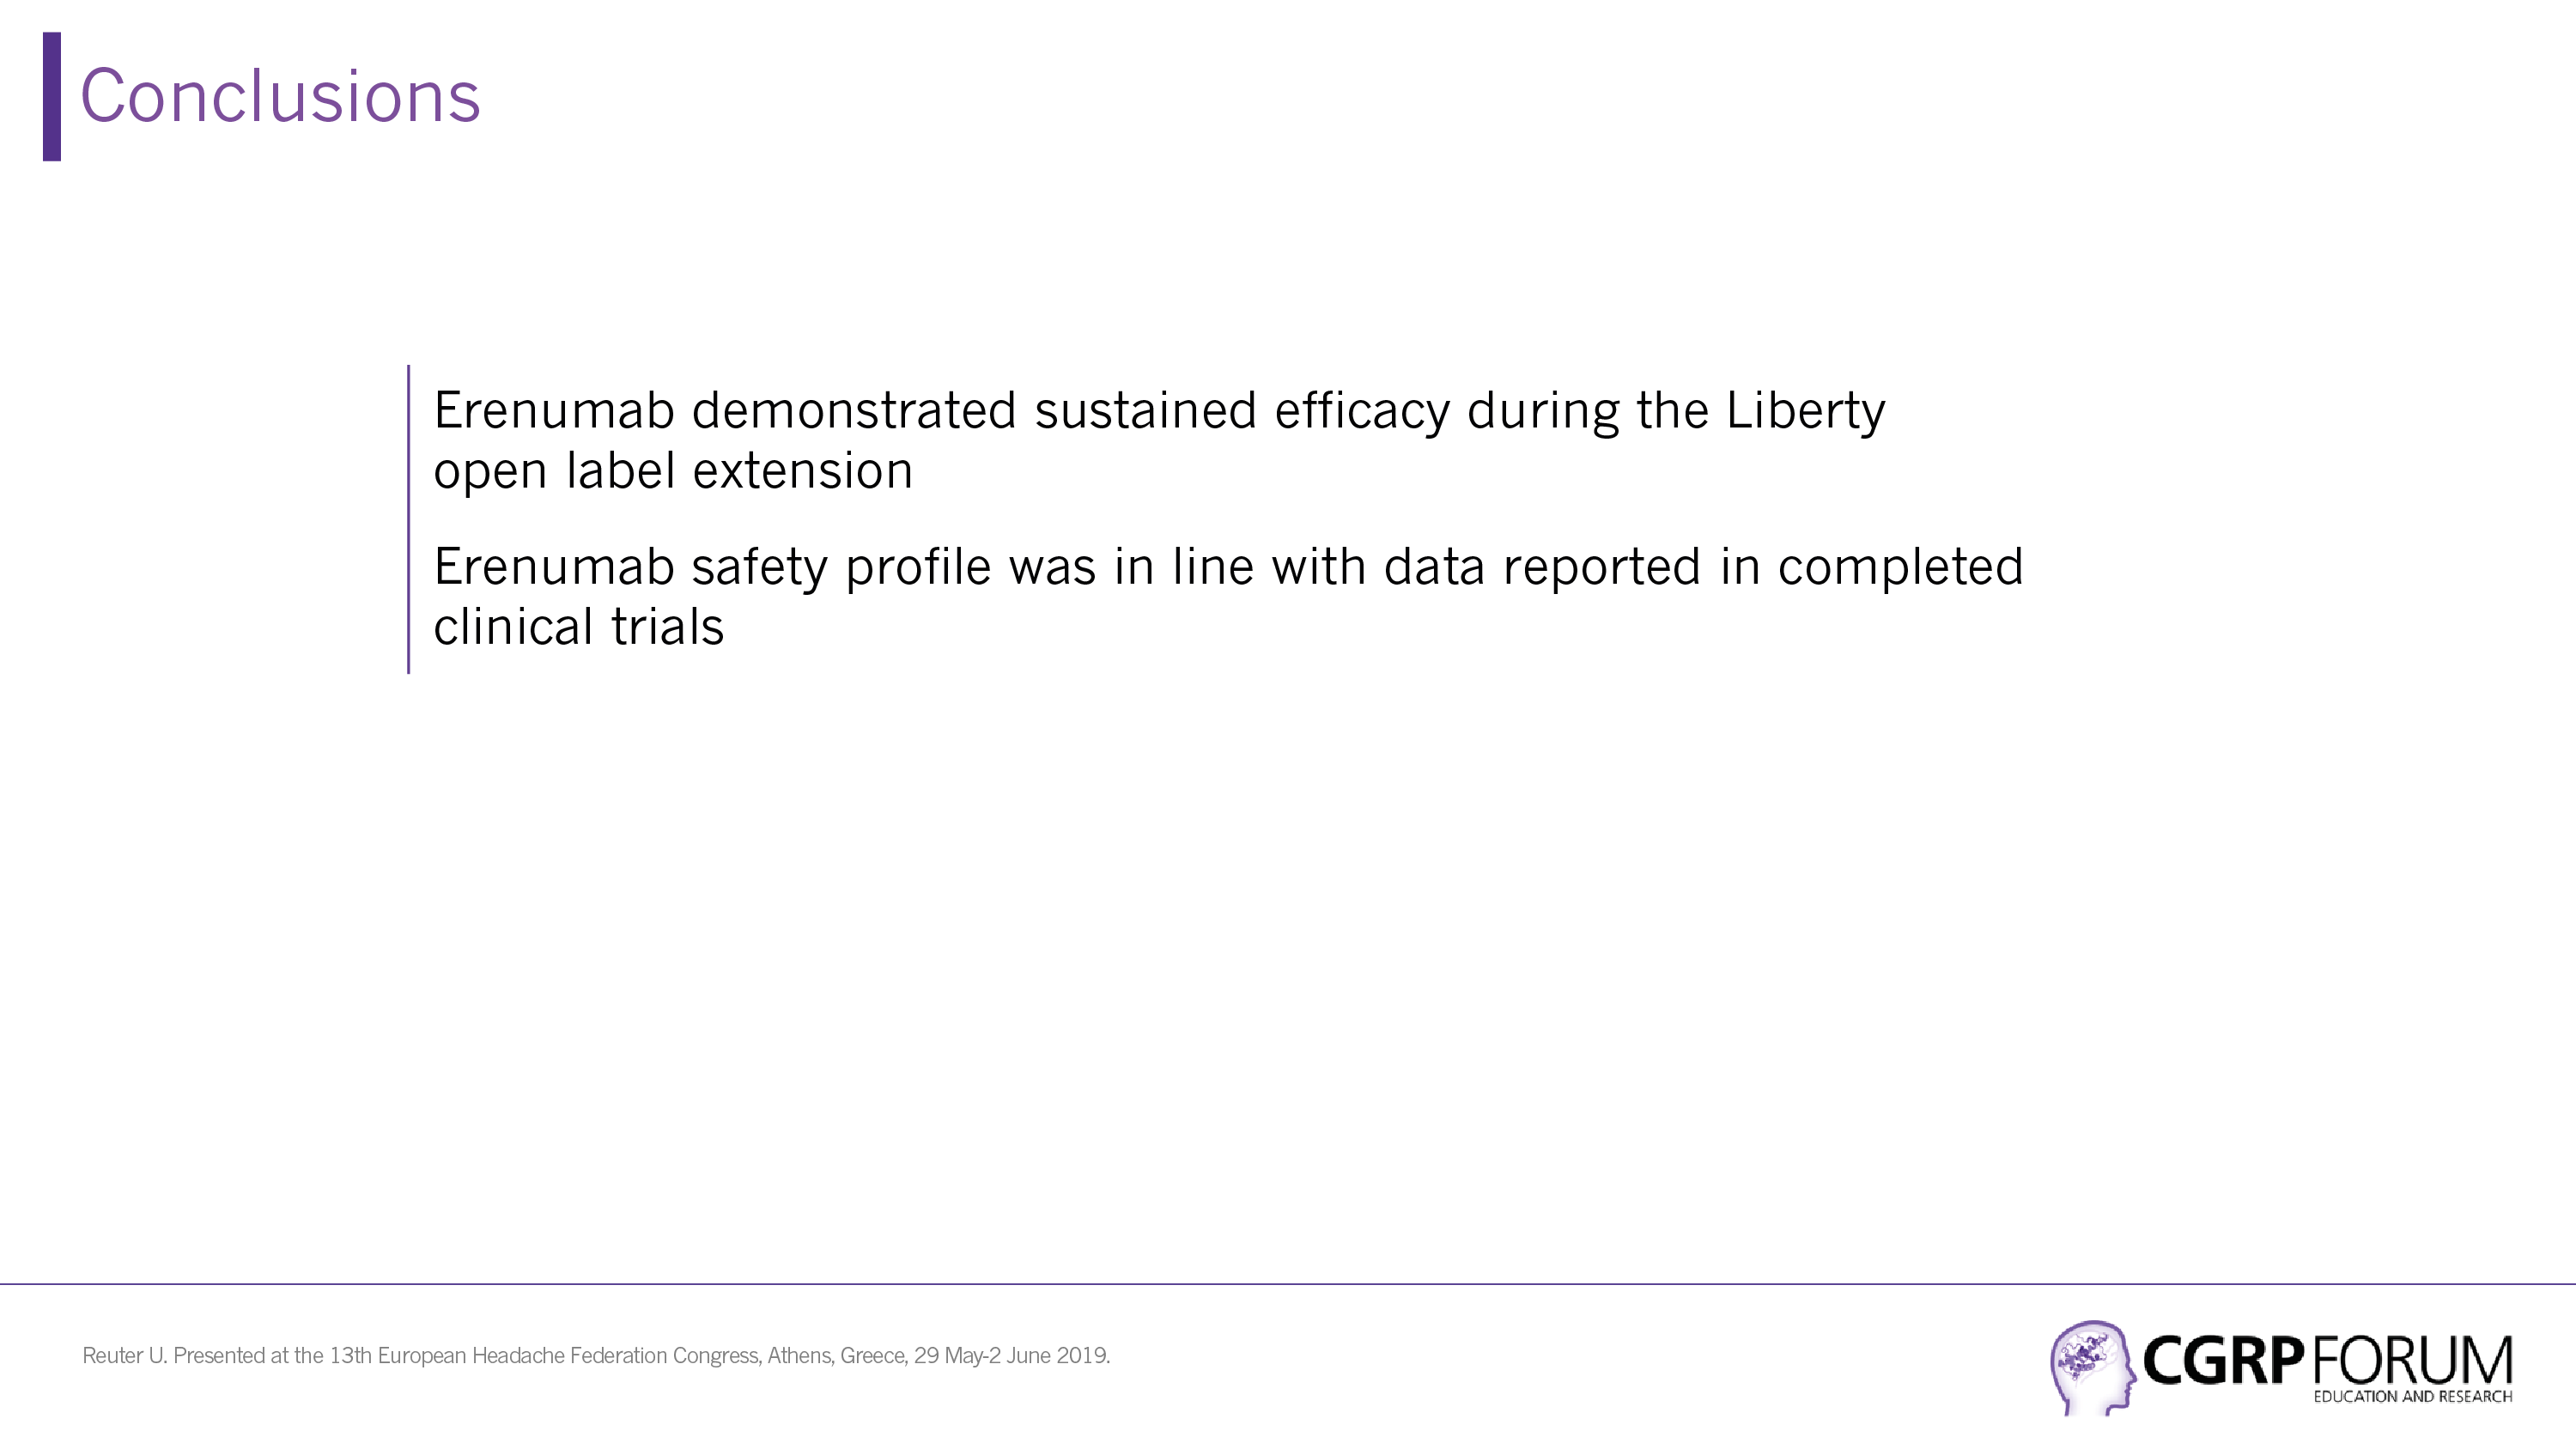 Conclusions
Erenumab demonstrated sustained efficacy during the Liberty
open label extension
Erenumab safety profile was in line with data reported in completed
clinical trials
Reuter U. Presented at the 13th European Headache Federation Congress, Athens, Greece, 29 May-2 June 2019.
CGRP FORUM
EDUCATION AND RESEARCH